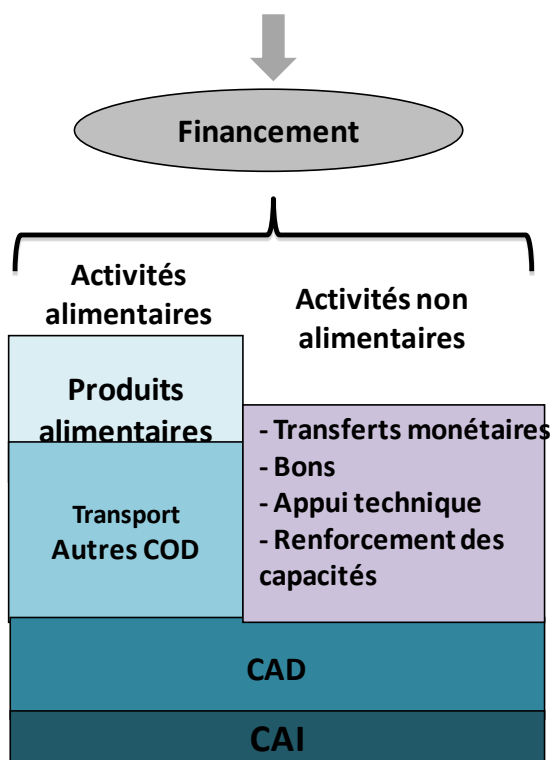 Financement
Activités
alimentaires
Activités non
alimentaires
Produits
alimentaires
Transport
Autres COD
- Transferts monétaires
- Bons
- Appui technique
- Renforcement des
capacités
CAD
CAI